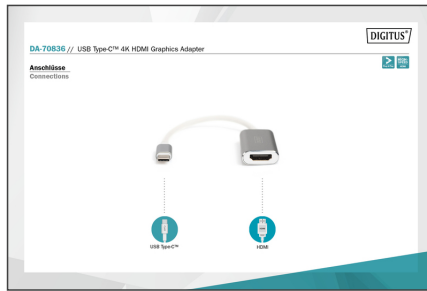 DIGITUS®
DA-70836 // USB Type-C™ 4K HDMI Graphics Adapter
Anschlüsse
Connections
USB Type-C™
HDMI